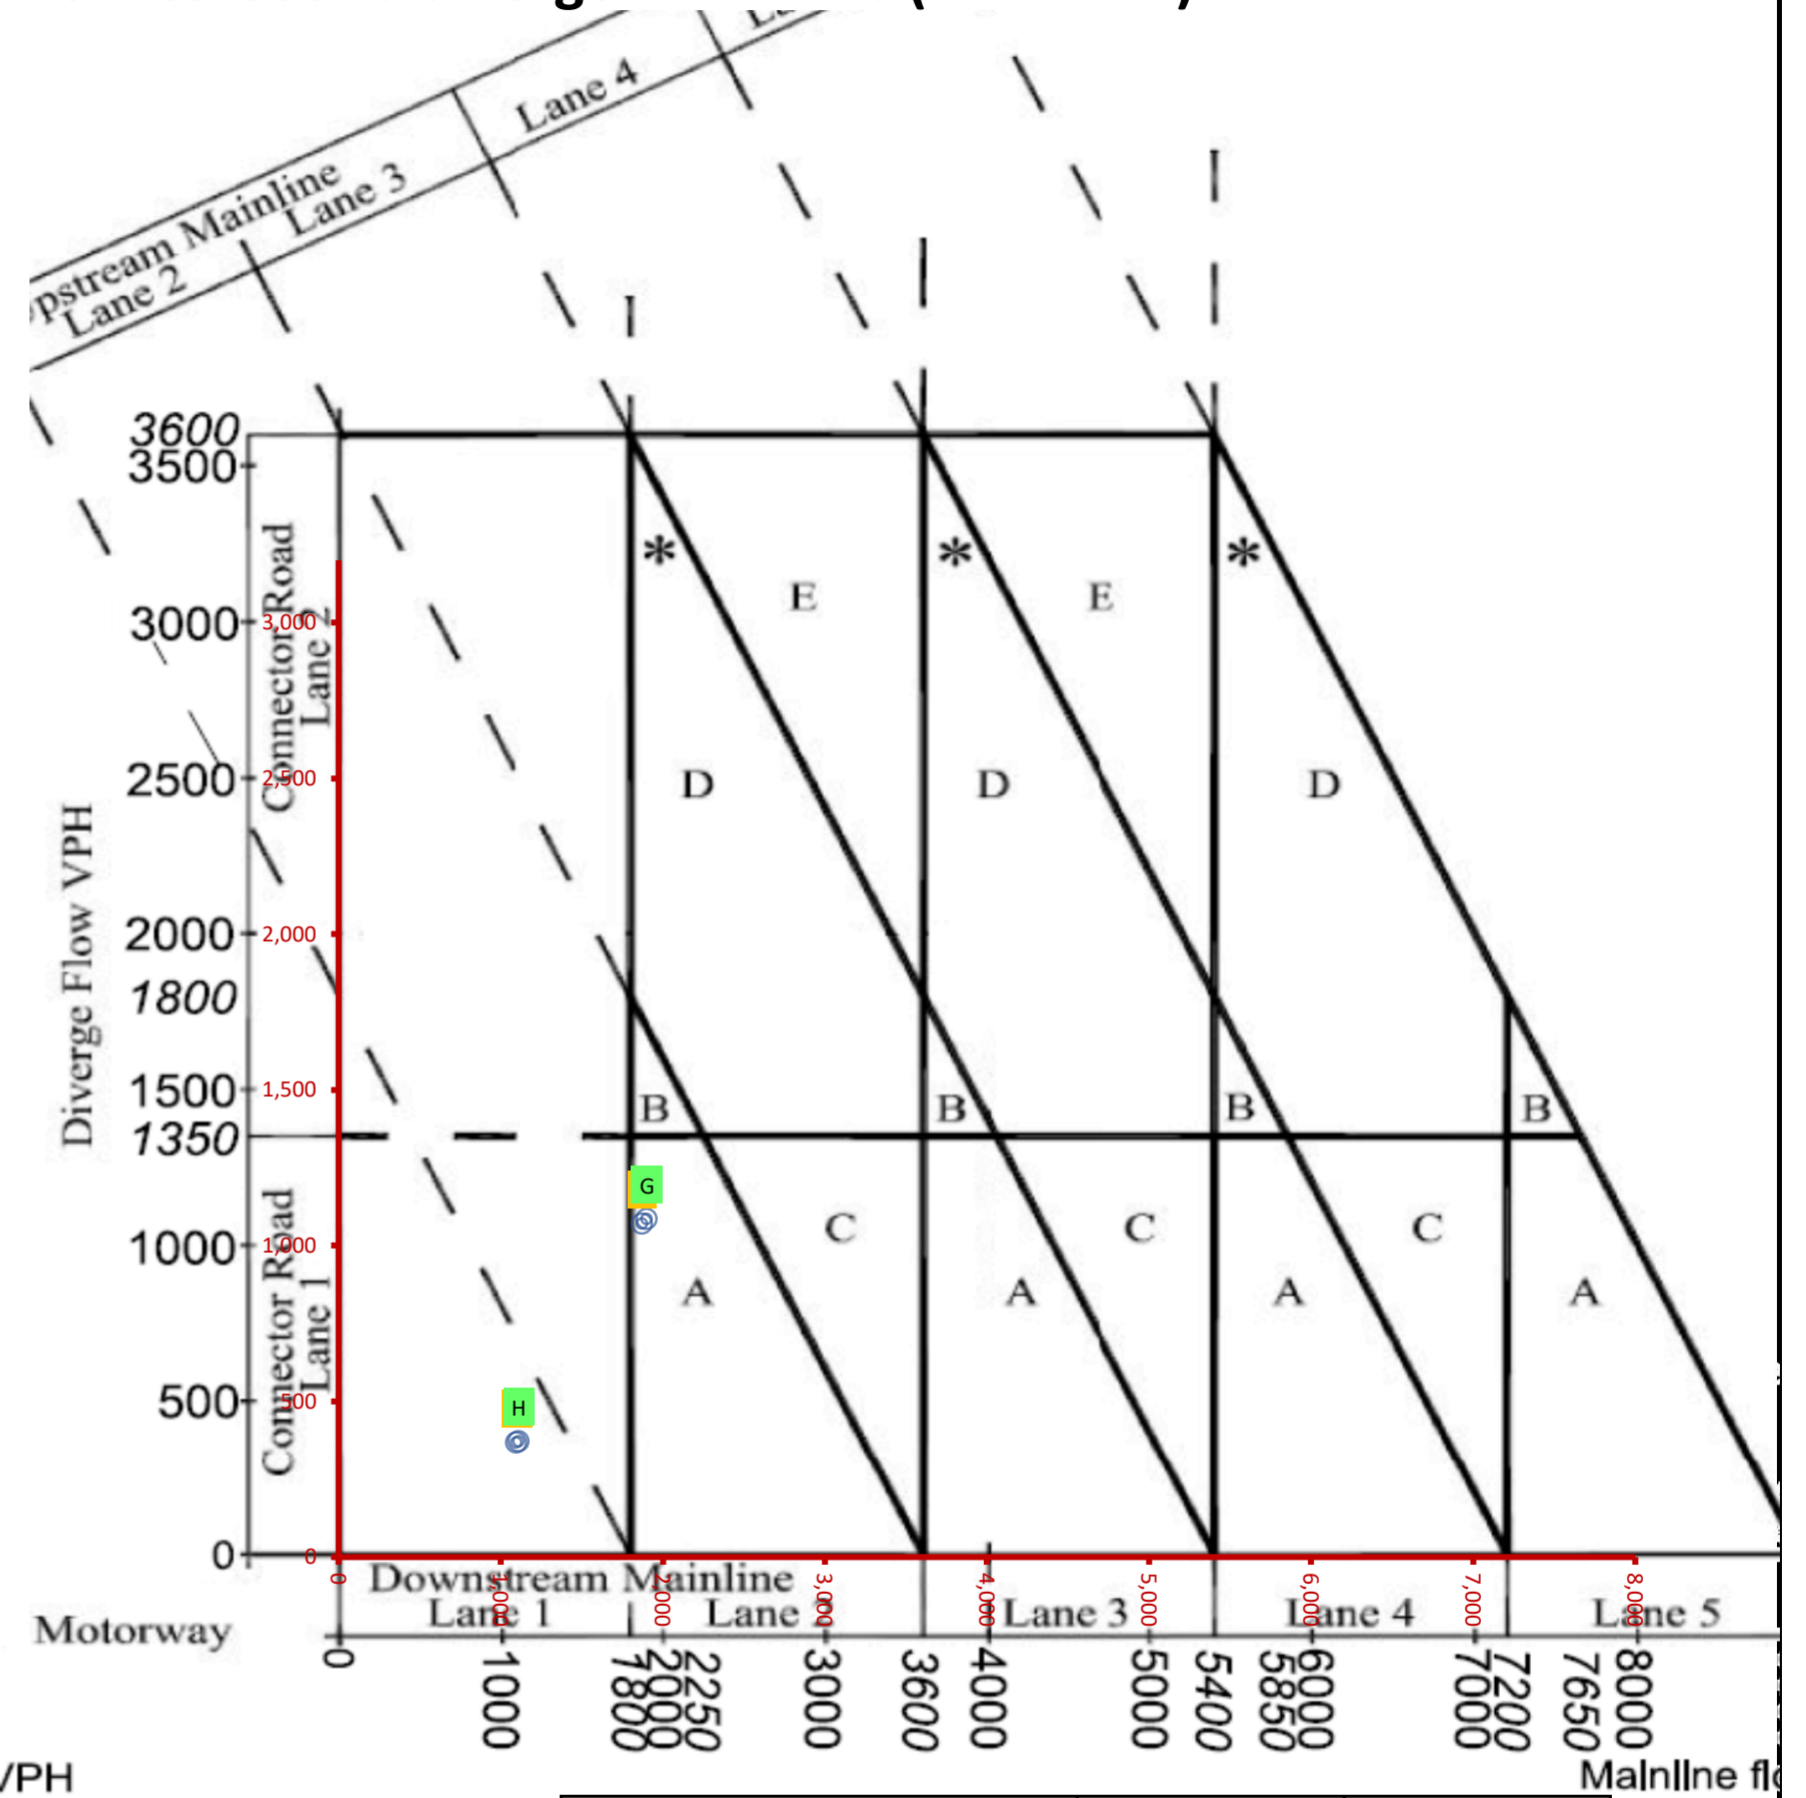 Lane 4
Mainline
Lane 3
Lane 2
3600
3500
3000
2500
2000
1800
1500
1350
1000
500
0
Diverge Flow VPH
Connector Road
Lane 2
Connector Road
Lane 1
3,000
2,500
2,000
1,500
1,000
500
0
* * *
E E
D D D
B B B B
G
C C C
A A A A
H
0 1,000 2,000 3,000 4,000 5,000 6,000 7,000 8,000
Downstream Mainline
Lane 1 Lane 2 Lane 3 Lane 4 Lane 5
Motorway
0 1000 1800 2000 2250 3000 3600 4000 5000 5400 5850 6000 7000 7200 7650 8000
VPH
Mainline